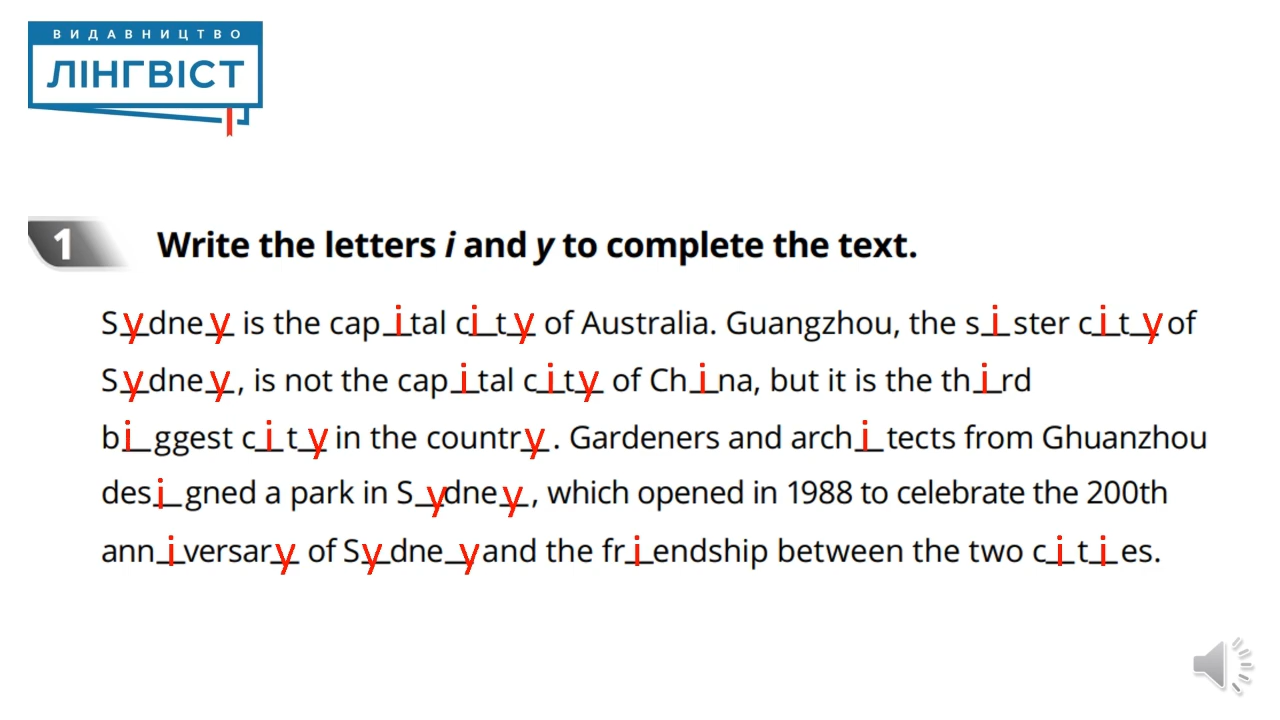 ВИДАВНИЦТВО
ЛІНГВІСТ
1 Write the letters i and y to complete the text.
Sydney is the capital city of Australia. Guangzhou, the sister city of
Sydney, is not the capital city of China, but it is the third
biggest city in the country. Gardeners and architects from Ghuanzhou
designed a park in Sydney, which opened in 1988 to celebrate the 200th
anniversary of Sydney and the friendship between the two cities.